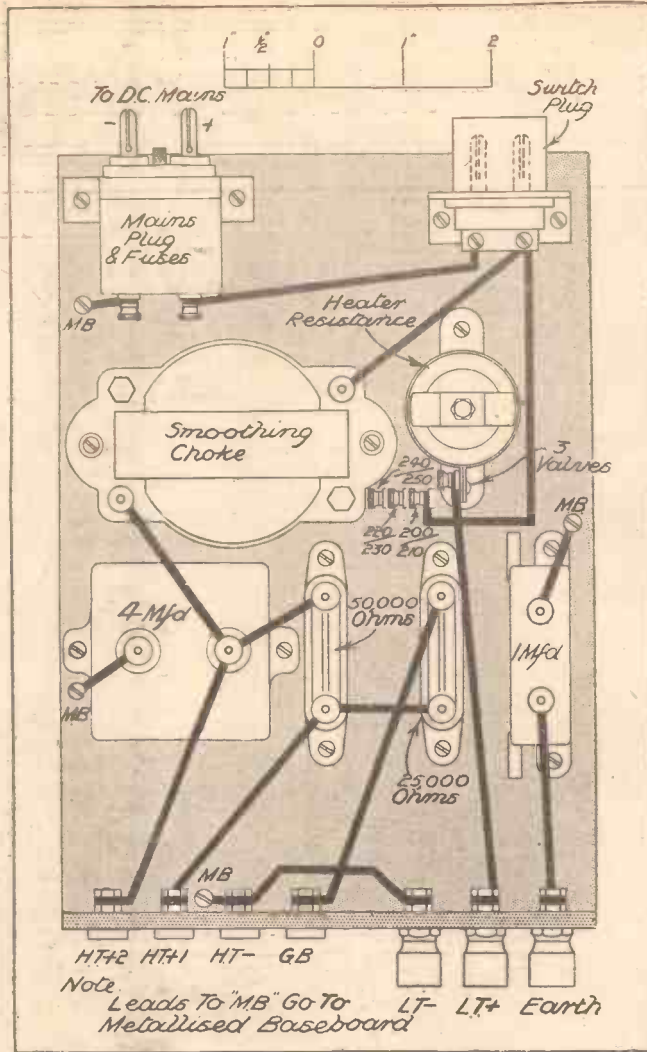 1" ½ 0 1" 2
To D.C. Mains
- +
Switch
Plug
Mains
Plug
& Fuses
MB
Heater
Resistance
Smoothing
Choke
3
Valves
240
250
220
230
200
210
MB
4-Mfd
50,000
Ohms
1Mfd
MB
25,000
Ohms
MB
HT+2 HT+1 HT- GB
LT- LT+ Earth
Note
Leads To "MB" Go To
Metallised Baseboard